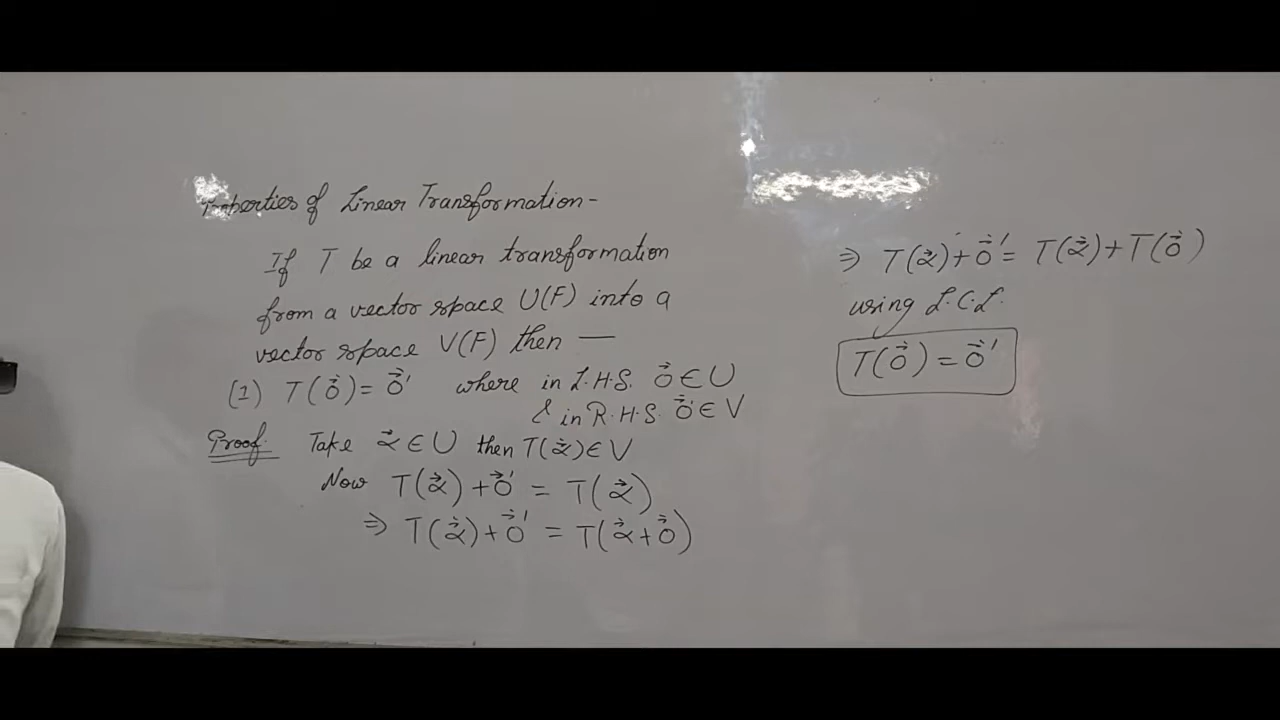 Properties of Linear Transformation-
If T be a linear transformation
from a vector space U(F) into a
vector space V(F) then —
(1) T(0⃗) = 0⃗' where in L.H.S. 0⃗ ∈ U
& in R.H.S. 0⃗' ∈ V
Proof. Take α⃗ ∈ U then T(α⃗) ∈ V
Now T(α⃗) + 0⃗' = T(α⃗)
⇒ T(α⃗) + 0⃗' = T(α⃗ + 0⃗)
⇒ T(α⃗) + 0⃗' = T(α⃗) + T(0⃗)
using L.C.L.
T(0⃗) = 0⃗'